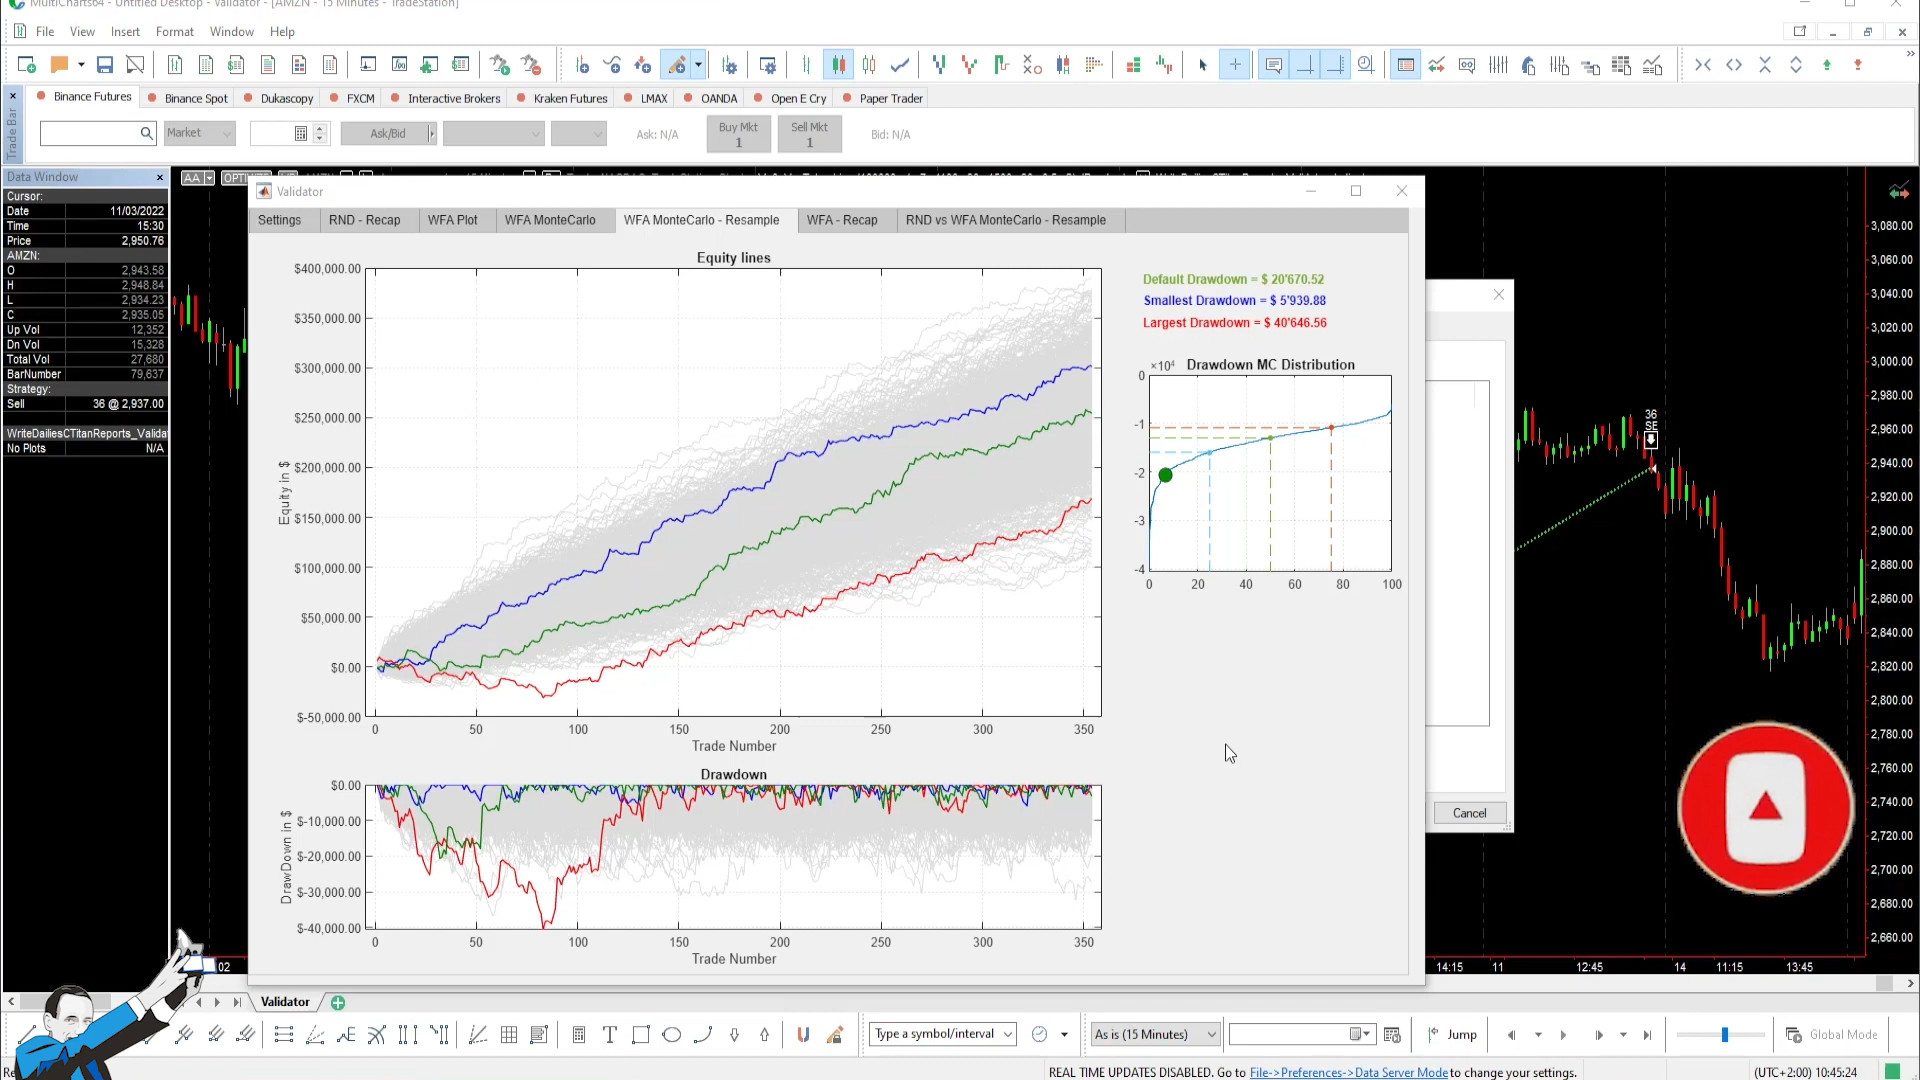 MultiCharts64 - Untitled Desktop - Validator - [AMZN - 15 Minutes - TradeStation]
File View Insert Format Window Help
Binance Futures Binance Spot Dukascopy FXCM Interactive Brokers Kraken Futures LMAX OANDA Open E Cry Paper Trader
Trade Bar
Market Ask/Bid Ask: N/A Buy Mkt 1 Sell Mkt 1 Bid: N/A
Data Window
Cursor:
Date 11/03/2022
Time 15:30
Price 2,950.76
AMZN:
O 2,943.58
H 2,948.84
L 2,934.23
C 2,935.05
Up Vol 12,352
Dn Vol 15,328
Total Vol 27,680
BarNumber 79,637
Strategy:
Sell 36 @ 2,937.00
WriteDailiesCTitanReports_Valida
No Plots N/A
AA
Validator
Settings RND - Recap WFA Plot WFA MonteCarlo WFA MonteCarlo - Resample WFA - Recap RND vs WFA MonteCarlo - Resample
Equity lines
Equity in $
$400,000.00
$350,000.00
$300,000.00
$250,000.00
$200,000.00
$150,000.00
$100,000.00
$50,000.00
$0.00
$-50,000.00
0 50 100 150 200 250 300 350
Trade Number
Default Drawdown = $ 20'670.52
Smallest Drawdown = $ 5'939.88
Largest Drawdown = $ 40'646.56
×10⁴ Drawdown MC Distribution
0
-1
-2
-3
-4
0 20 40 60 80 100
Drawdown
DrawDown in $
$0.00
$-10,000.00
$-20,000.00
$-30,000.00
$-40,000.00
0 50 100 150 200 250 300 350
Trade Number
Cancel
36
SE
3,080.00
3,060.00
3,040.00
3,020.00
3,000.00
2,980.00
2,960.00
2,940.00
2,920.00
2,900.00
2,880.00
2,860.00
2,840.00
2,820.00
2,800.00
2,780.00
2,760.00
2,740.00
2,720.00
2,700.00
2,680.00
2,660.00
02 14:15 11 12:45 14 11:15 13:45
Validator
Type a symbol/interval As is (15 Minutes) Jump Global Mode
REAL TIME UPDATES DISABLED. Go to File->Preferences->Data Server Mode to change your settings. (UTC+2:00) 10:45:24